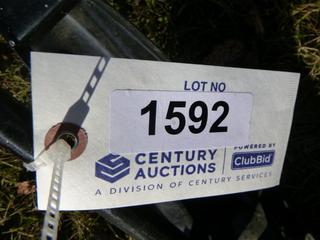 LOT NO
1592
CENTURY AUCTIONS
POWERED BY
ClubBid
A DIVISION OF CENTURY SERVICES